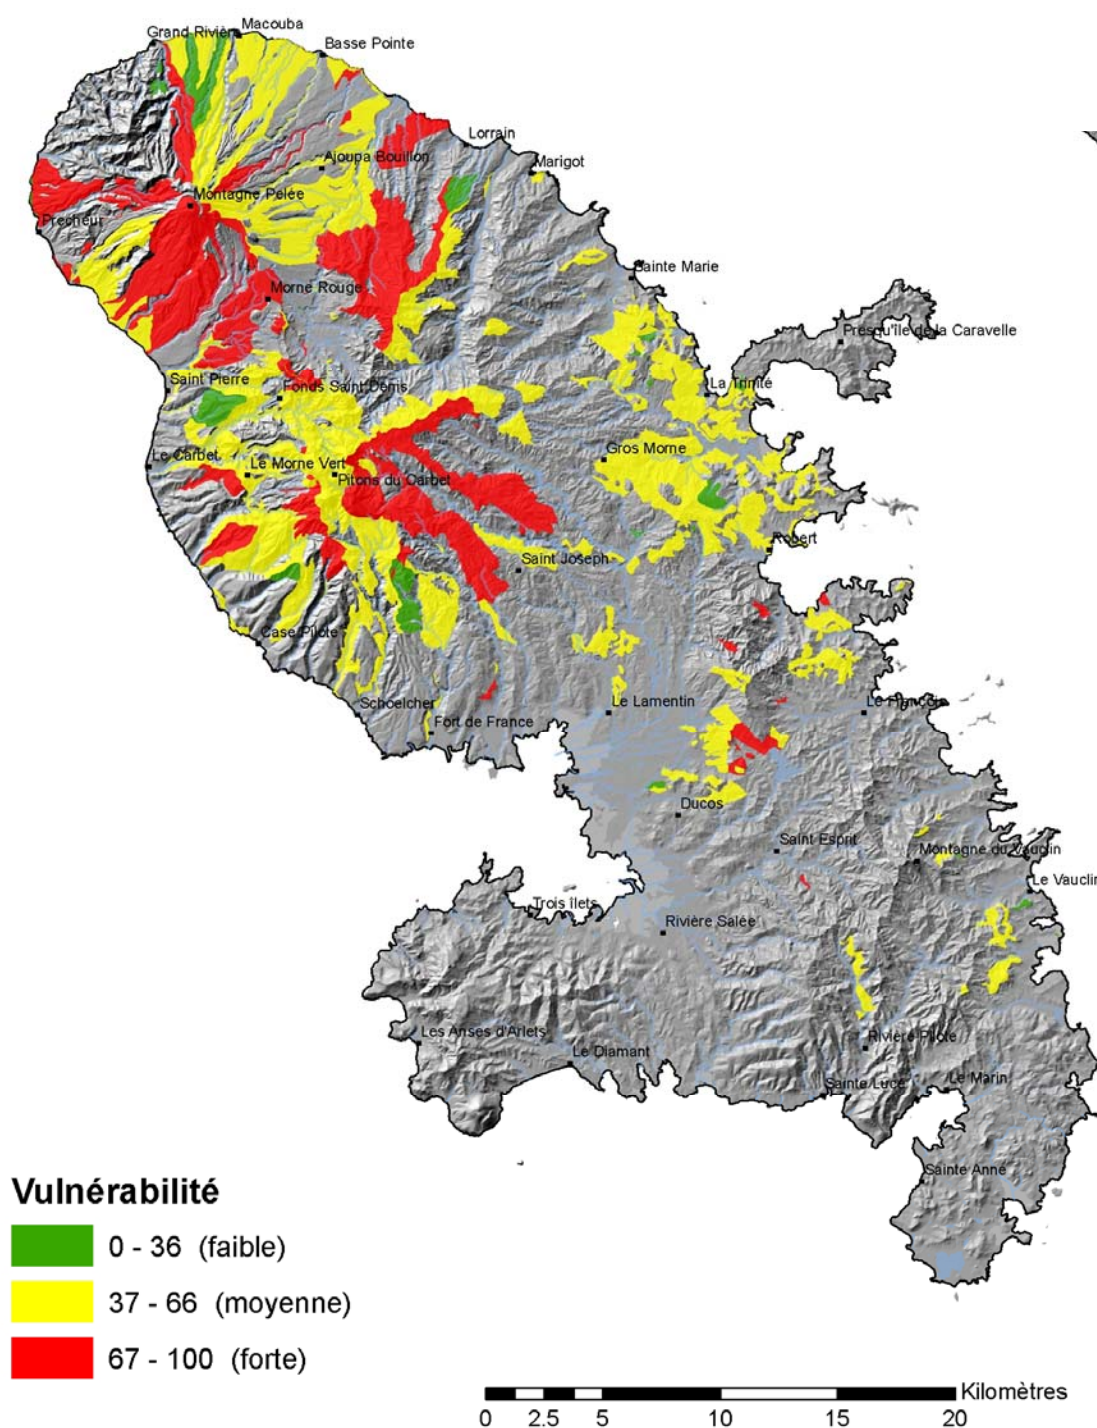 Grand Rivière
Macouba
Basse Pointe
Lorrain
Marigot
Ajoupa Bouillon
Montagne Pelée
Precheur
Sainte Marie
Morne Rouge
Presqu'île de la Caravelle
Saint Pierre
Fonds Saint Denis
La Trinité
Le Carbet
Le Morne Vert
Gros Morne
Pitons du Carbet
Robert
Saint Joseph
Case Pilote
Schoelcher
Fort de France
Le Lamentin
Le François
Ducos
Saint Esprit
Montagne du Vauclin
Le Vauclin
Trois îlets
Rivière Salée
Les Anses d'Arlets
Le Diamant
Rivière Pilote
Sainte Luce
Le Marin
Sainte Anne
Vulnérabilité
0 - 36 (faible)
37 - 66 (moyenne)
67 - 100 (forte)
Kilomètres
0 2.5 5 10 15 20